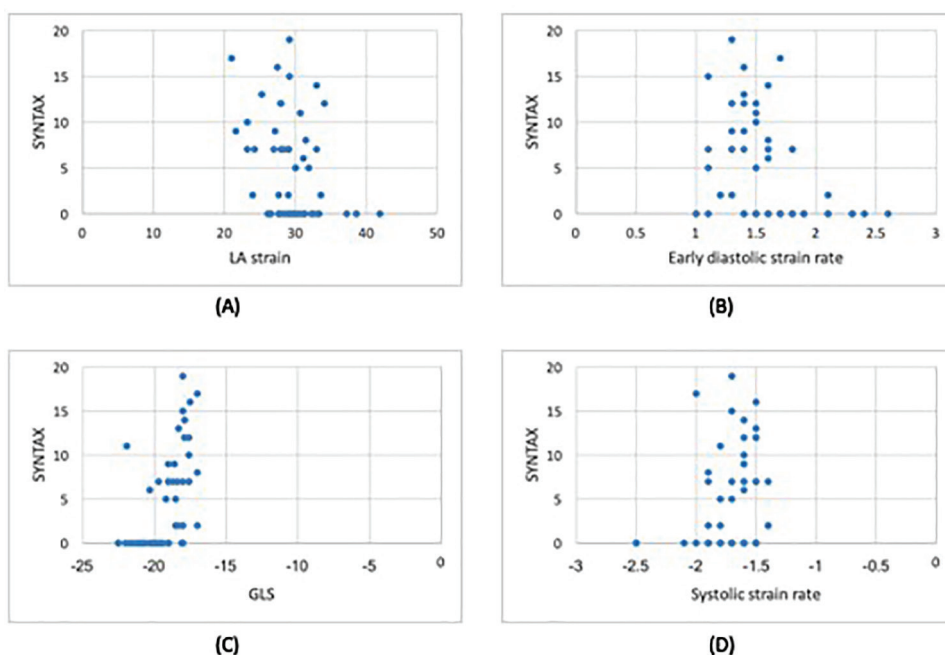 SYNTAX
20
15
10
5
0
0 10 20 30 40 50
LA strain
(A)
SYNTAX
20
15
10
5
0
0 0.5 1 1.5 2 2.5 3
Early diastolic strain rate
(B)
SYNTAX
20
15
10
5
0
-25 -20 -15 -10 -5 0
GLS
(C)
SYNTAX
20
15
10
5
0
-3 -2.5 -2 -1.5 -1 -0.5 0
Systolic strain rate
(D)